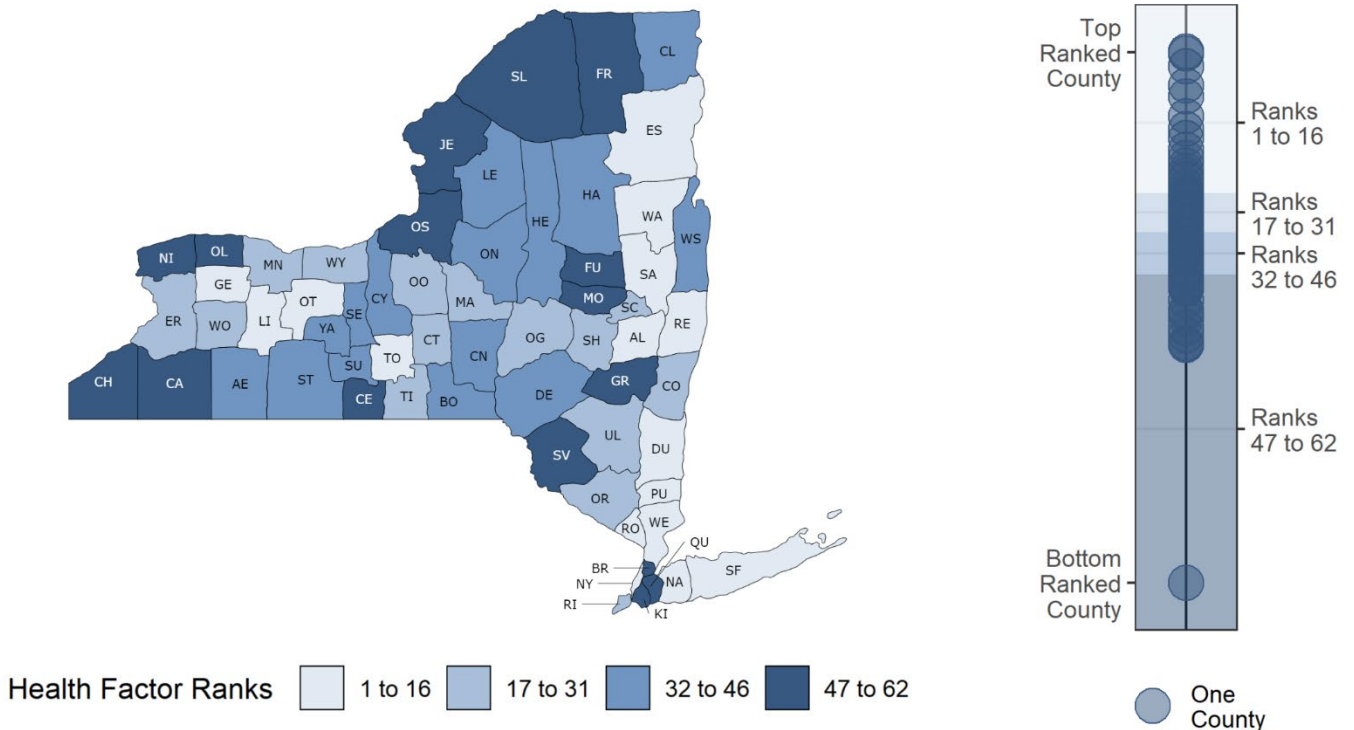 CL
SL
FR
ES
JE
LE
HA
HE
WA
OS
WS
ON
NI
OL
MN
WY
FU
SA
GE
OO
MA
MO
SC
OT
CY
SE
RE
ER
WO
LI
YA
CT
OG
SH
AL
TO
CN
SU
CH
CA
AE
ST
CE
TI
BO
DE
GR
CO
UL
DU
SV
OR
PU
RO
WE
QU
BR
NY
NA
SF
RI
KI
Health Factor Ranks
1 to 16
17 to 31
32 to 46
47 to 62
Top
Ranked
County
Ranks
1 to 16
Ranks
17 to 31
Ranks
32 to 46
Ranks
47 to 62
Bottom
Ranked
County
One
County